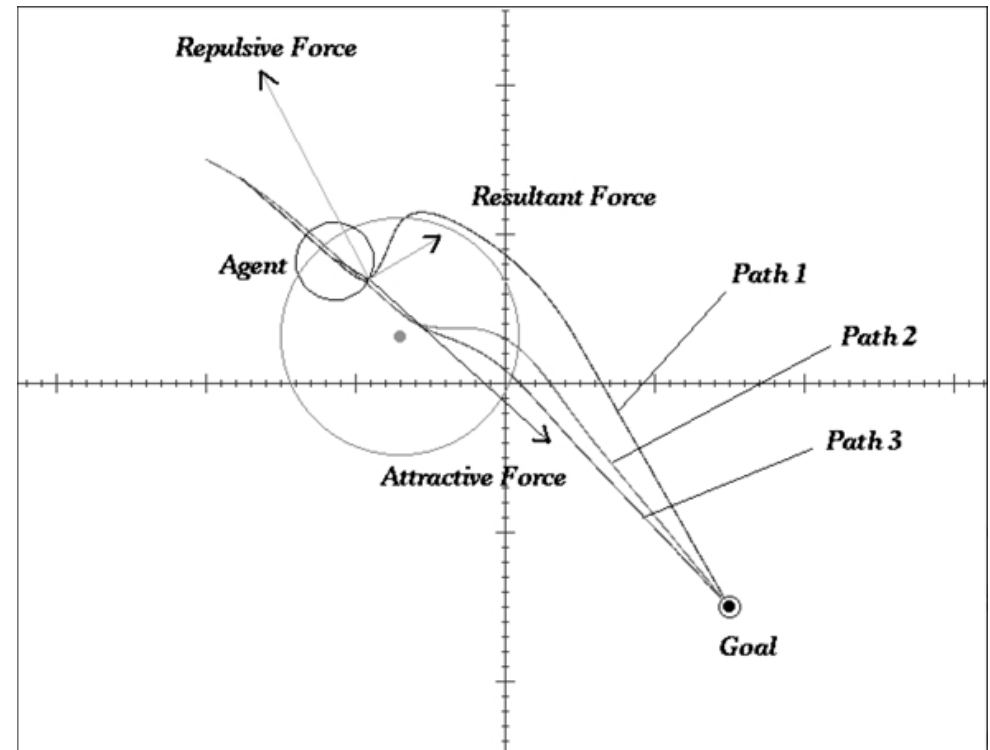 Repulsive Force
Resultant Force
Agent
Path 1
Path 2
Path 3
Attractive Force
Goal